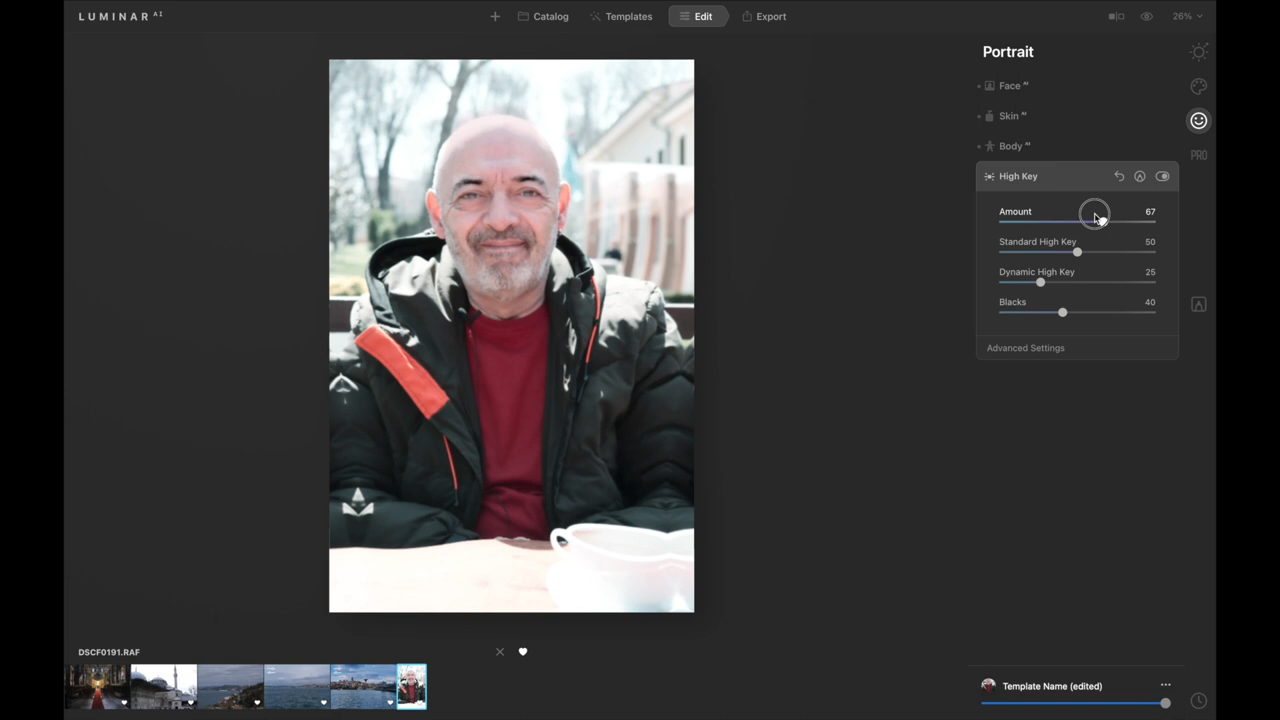 LUMINAR AI
Catalog
Templates
Edit
Export
26%
Portrait
Face AI
Skin AI
Body AI
PRO
High Key
Amount 67
Standard High Key 50
Dynamic High Key 25
Blacks 40
Advanced Settings
DSCF0191.RAF
Template Name (edited)